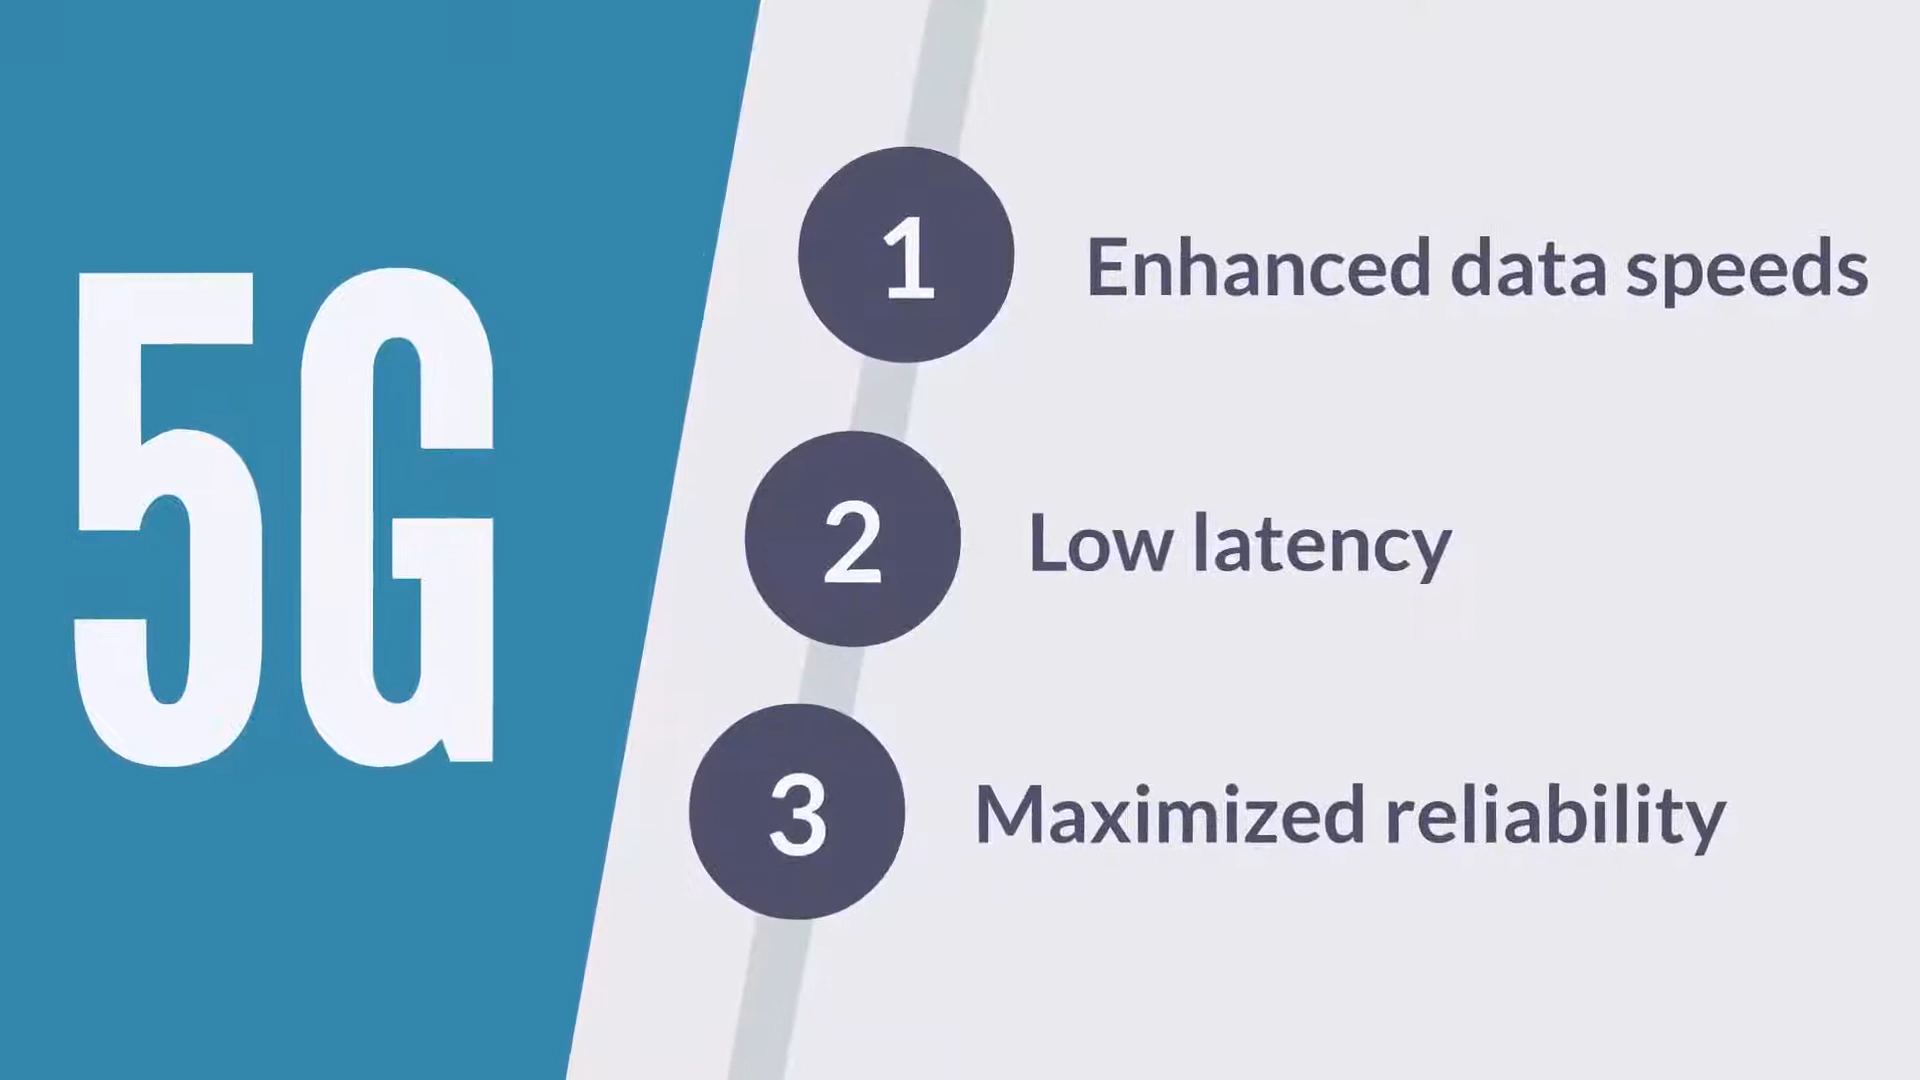 5G
1
Enhanced data speeds
2
Low latency
3
Maximized reliability